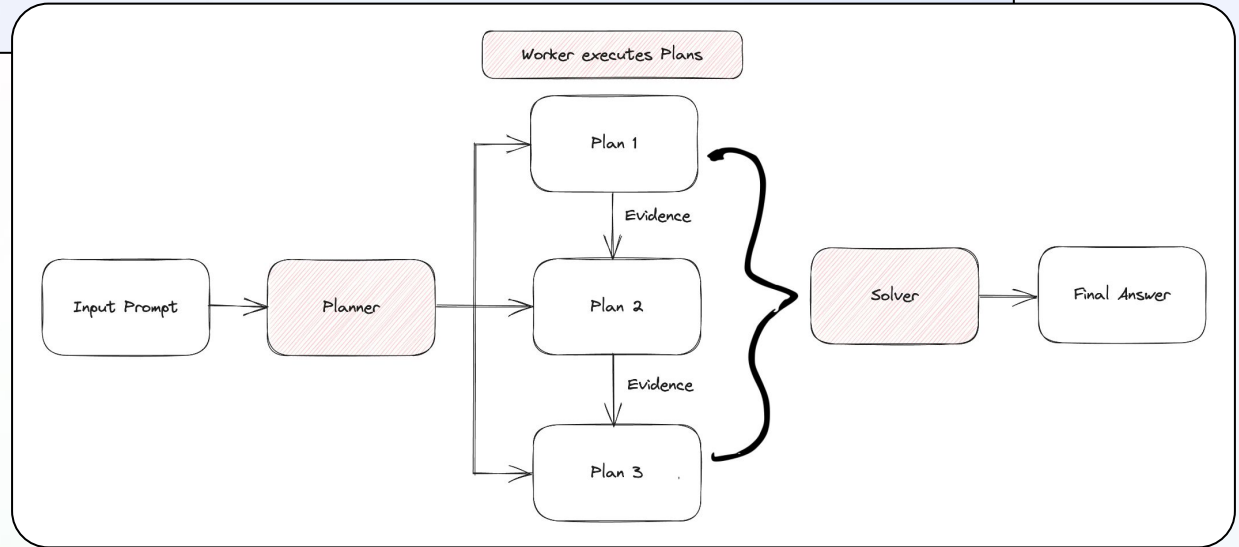 Worker executes Plans
Plan 1
Evidence
Input Prompt
Planner
Plan 2
Solver
Final Answer
Evidence
Plan 3